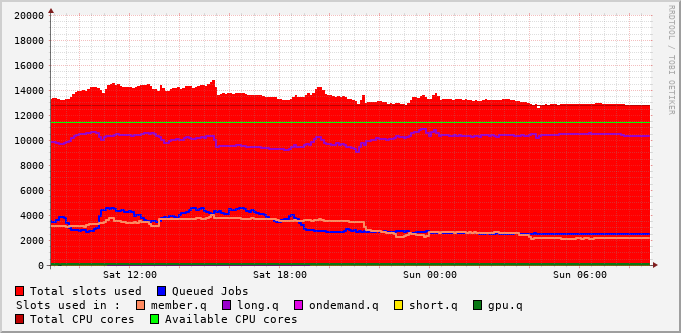 RRDTOOL / TOBI OETIKER
20000
18000
16000
14000
12000
10000
8000
6000
4000
2000
0
Sat 12:00 Sat 18:00 Sun 00:00 Sun 06:00
Total slots used Queued Jobs
Slots used in : member.q long.q ondemand.q short.q gpu.q
Total CPU cores Available CPU cores